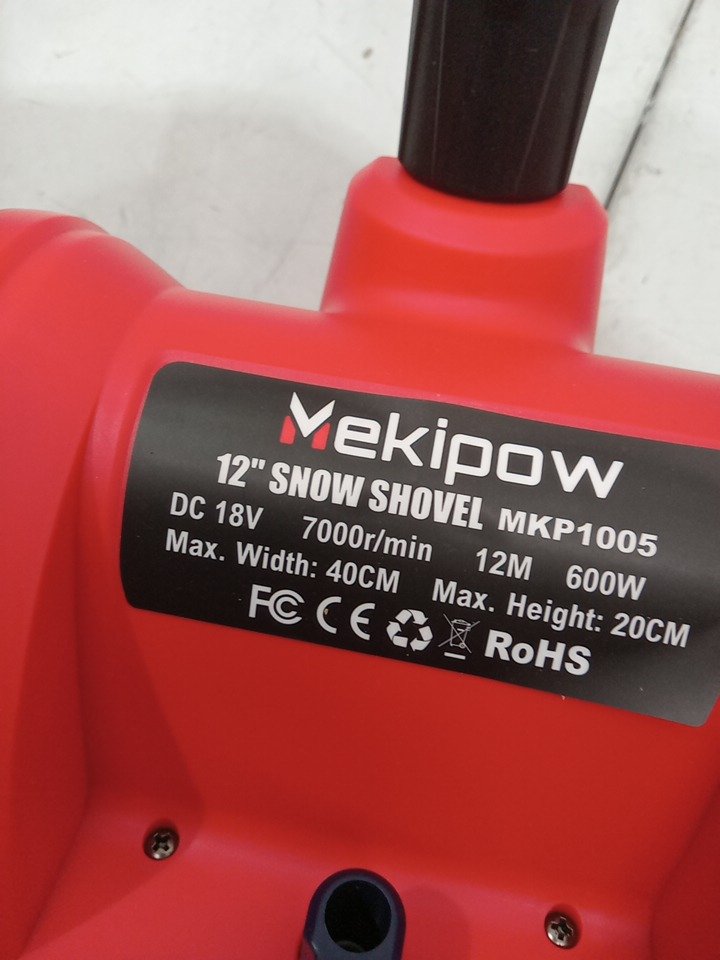 Mekipow
12" SNOW SHOVEL MKP1005
DC 18V 7000r/min 12M 600W
Max. Width: 40CM Max. Height: 20CM
FC CE RoHS